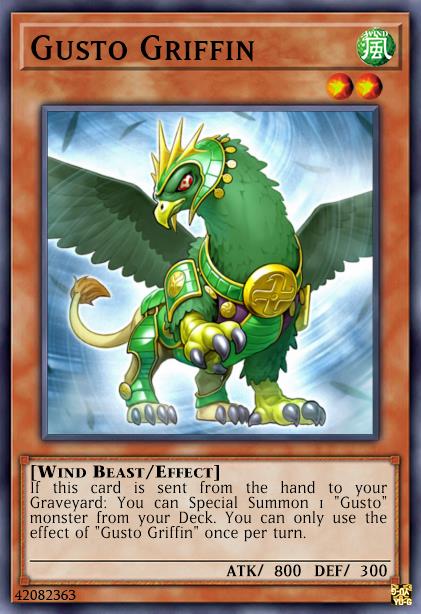 Gusto Griffin
WIND
風
[Wind Beast/Effect]
If this card is sent from the hand to your
Graveyard: You can Special Summon 1 "Gusto"
monster from your Deck. You can only use the
effect of "Gusto Griffin" once per turn.
ATK/ 800 DEF/ 300
42082363